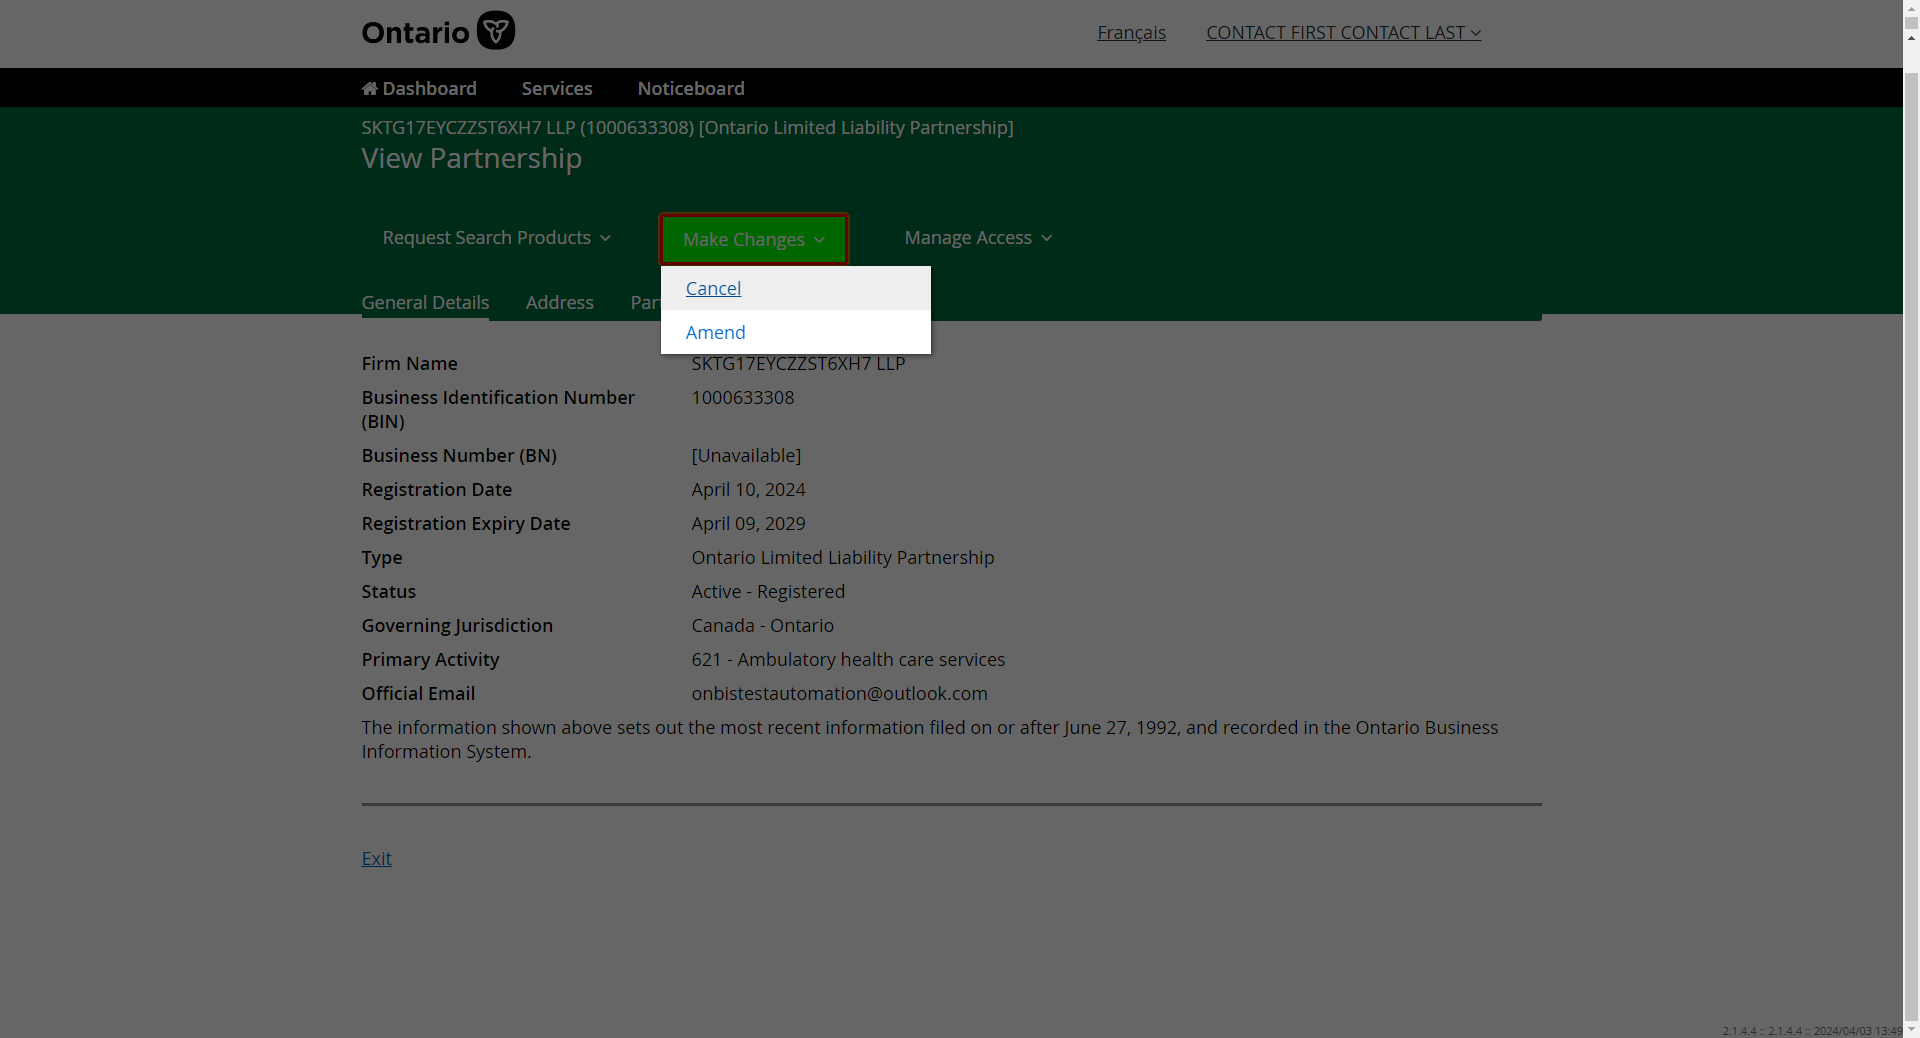 Ontario
Français
CONTACT FIRST CONTACT LAST
Dashboard
Services
Noticeboard
SKTG17EYCZZST6XH7 LLP (1000633308) [Ontario Limited Liability Partnership]
View Partnership
Request Search Products
Make Changes
Manage Access
Cancel
Amend
General Details
Address
Firm Name
SKTG17EYCZZST6XH7 LLP
Business Identification Number
(BIN)
1000633308
Business Number (BN)
[Unavailable]
Registration Date
April 10, 2024
Registration Expiry Date
April 09, 2029
Type
Ontario Limited Liability Partnership
Status
Active - Registered
Governing Jurisdiction
Canada - Ontario
Primary Activity
621 - Ambulatory health care services
Official Email
onbistestautomation@outlook.com
The information shown above sets out the most recent information filed on or after June 27, 1992, and recorded in the Ontario Business
Information System.
Exit
2.1.4.4 :: 2.1.4.4 :: 2024/04/03 13:49